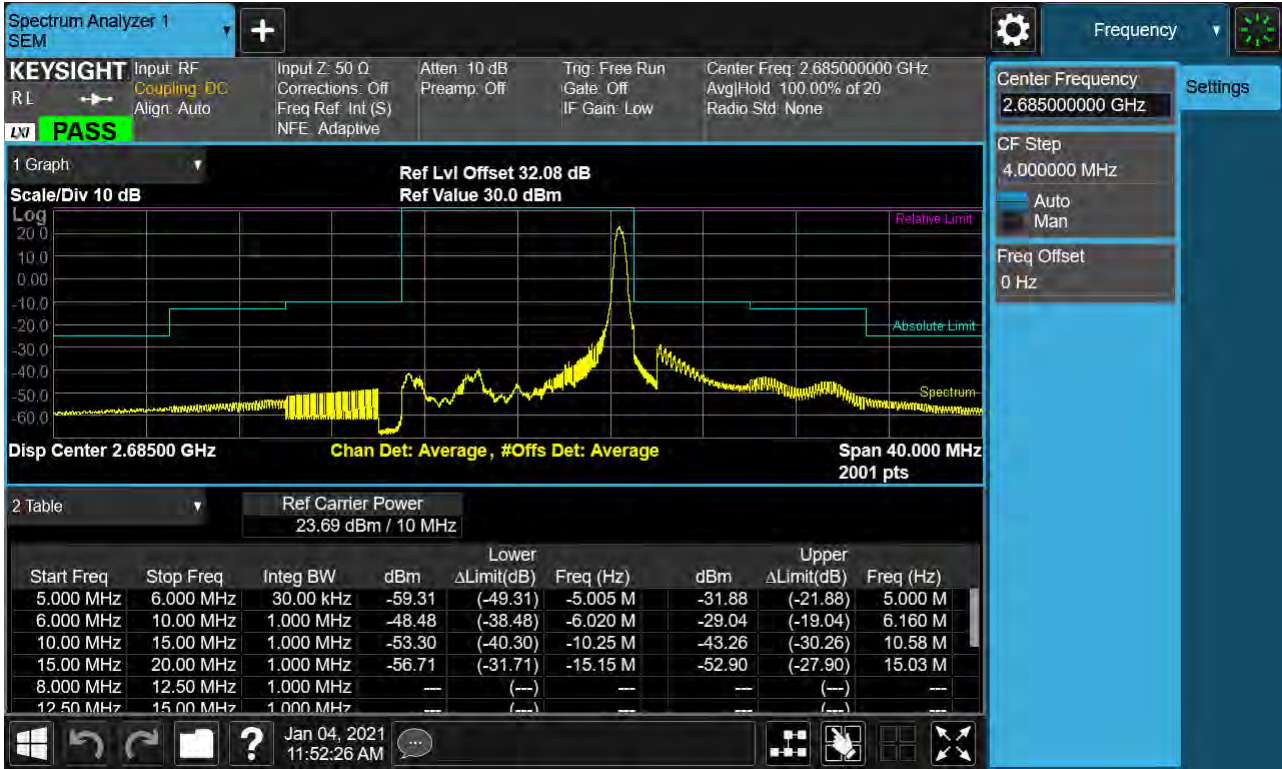 Spectrum Analyzer 1
SEM
Frequency
KEYSIGHT
R L
LXI
PASS
Input: RF
Coupling: DC
Align: Auto
Input Z: 50 Ω
Corrections: Off
Freq Ref: Int (S)
NFE: Adaptive
Atten: 10 dB
Preamp: Off
Trig: Free Run
Gate: Off
IF Gain: Low
Center Freq: 2.685000000 GHz
Avg|Hold: 100.00% of 20
Radio Std: None
Center Frequency
2.685000000 GHz
Settings
CF Step
4.000000 MHz
Auto
Man
Freq Offset
0 Hz
1 Graph
Scale/Div 10 dB
Ref Lvl Offset 32.08 dB
Ref Value 30.0 dBm
Log
20.0
10.0
0.00
-10.0
-20.0
-30.0
-40.0
-50.0
-60.0
Relative Limit
Absolute Limit
Spectrum
Disp Center 2.68500 GHz
Chan Det: Average, #Offs Det: Average
Span 40.000 MHz
2001 pts
2 Table
Ref Carrier Power
23.69 dBm / 10 MHz
Lower Upper
Start Freq Stop Freq Integ BW dBm ΔLimit(dB) Freq (Hz) dBm ΔLimit(dB) Freq (Hz)
5.000 MHz 6.000 MHz 30.00 kHz -59.31 (-49.31) -5.005 M -31.88 (-21.88) 5.000 M
6.000 MHz 10.00 MHz 1.000 MHz -48.48 (-38.48) -6.020 M -29.04 (-19.04) 6.160 M
10.00 MHz 15.00 MHz 1.000 MHz -53.30 (-40.30) -10.25 M -43.26 (-30.26) 10.58 M
15.00 MHz 20.00 MHz 1.000 MHz -56.71 (-31.71) -15.15 M -52.90 (-27.90) 15.03 M
8.000 MHz 12.50 MHz 1.000 MHz --- (---) --- --- (---) ---
12.50 MHz 15.00 MHz 1.000 MHz --- (---) --- --- (---) ---
Jan 04, 2021
11:52:26 AM